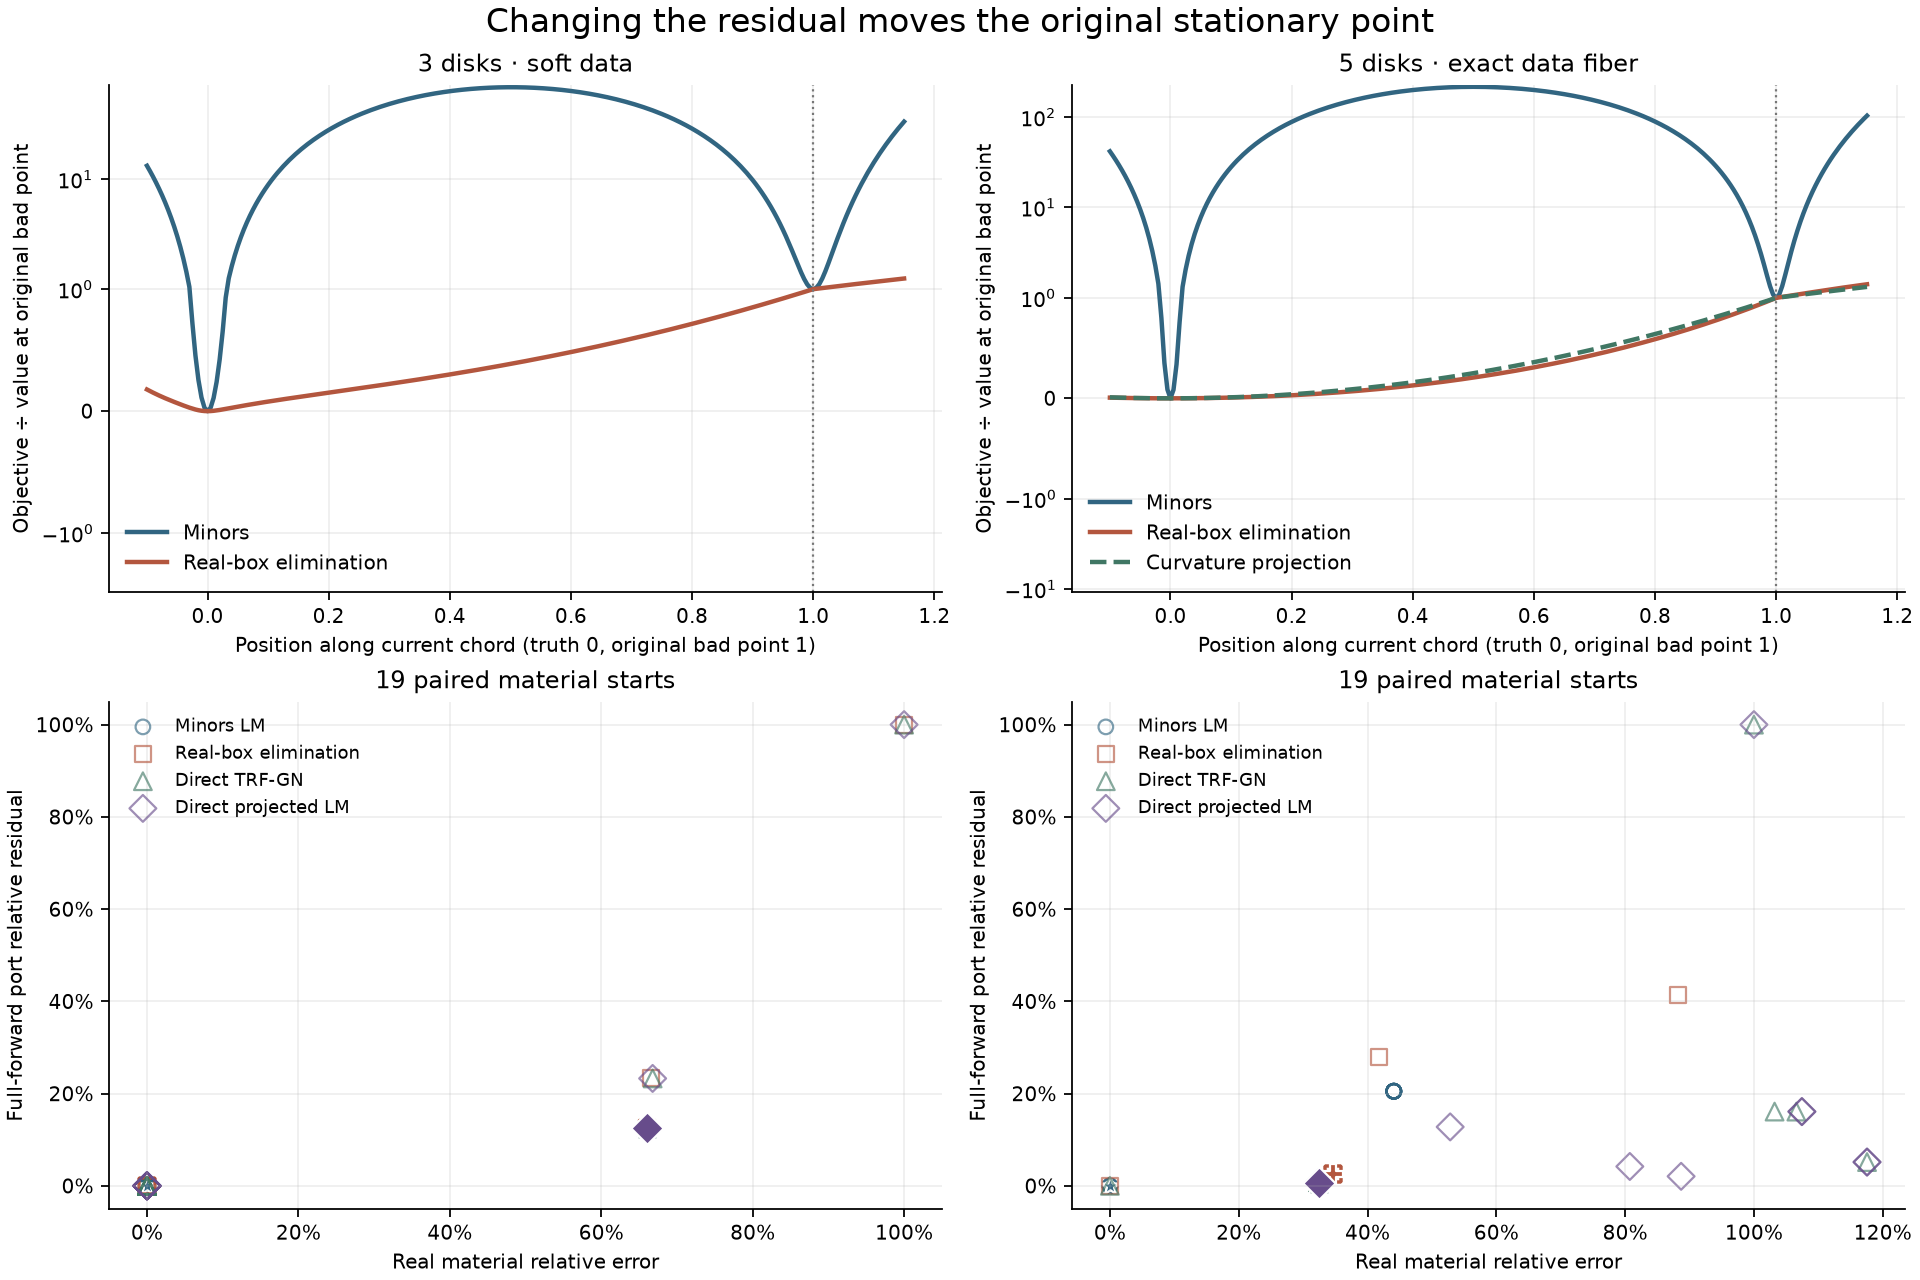 Changing the residual moves the original stationary point
3 disks · soft data
Objective ÷ value at original bad point
10¹
10⁰
0
−10⁰
Minors
Real-box elimination
0.0 0.2 0.4 0.6 0.8 1.0 1.2
Position along current chord (truth 0, original bad point 1)
5 disks · exact data fiber
Objective ÷ value at original bad point
10²
10¹
10⁰
0
−10⁰
−10¹
Minors
Real-box elimination
Curvature projection
0.0 0.2 0.4 0.6 0.8 1.0 1.2
Position along current chord (truth 0, original bad point 1)
19 paired material starts
Full-forward port relative residual
100%
80%
60%
40%
20%
0%
Minors LM
Real-box elimination
Direct TRF-GN
Direct projected LM
0% 20% 40% 60% 80% 100%
Real material relative error
19 paired material starts
Full-forward port relative residual
100%
80%
60%
40%
20%
0%
Minors LM
Real-box elimination
Direct TRF-GN
Direct projected LM
0% 20% 40% 60% 80% 100% 120%
Real material relative error